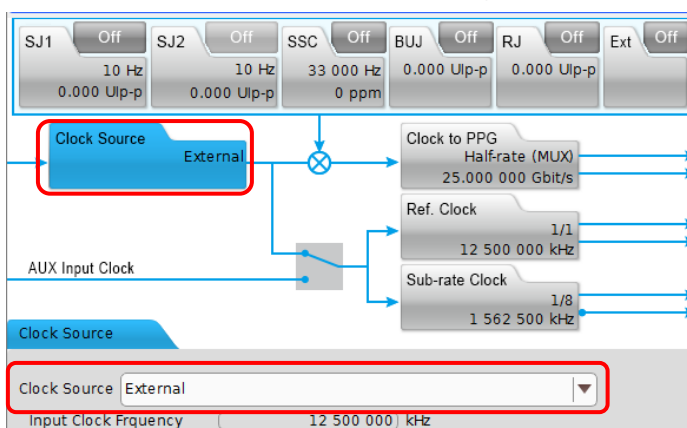 SJ1 Off SJ2 Off SSC Off BUJ Off RJ Off Ext Off
10 Hz 10 Hz 33 000 Hz 0.000 UIp-p 0.000 UIp-p
0.000 UIp-p 0.000 UIp-p 0 ppm
Clock Source
External
Clock to PPG
Half-rate (MUX)
25.000 000 Gbit/s
Ref. Clock
1/1
12 500 000 kHz
AUX Input Clock
Sub-rate Clock
1/8
1 562 500 kHz
Clock Source
Clock Source External
Input Clock Frquency 12 500 000 kHz